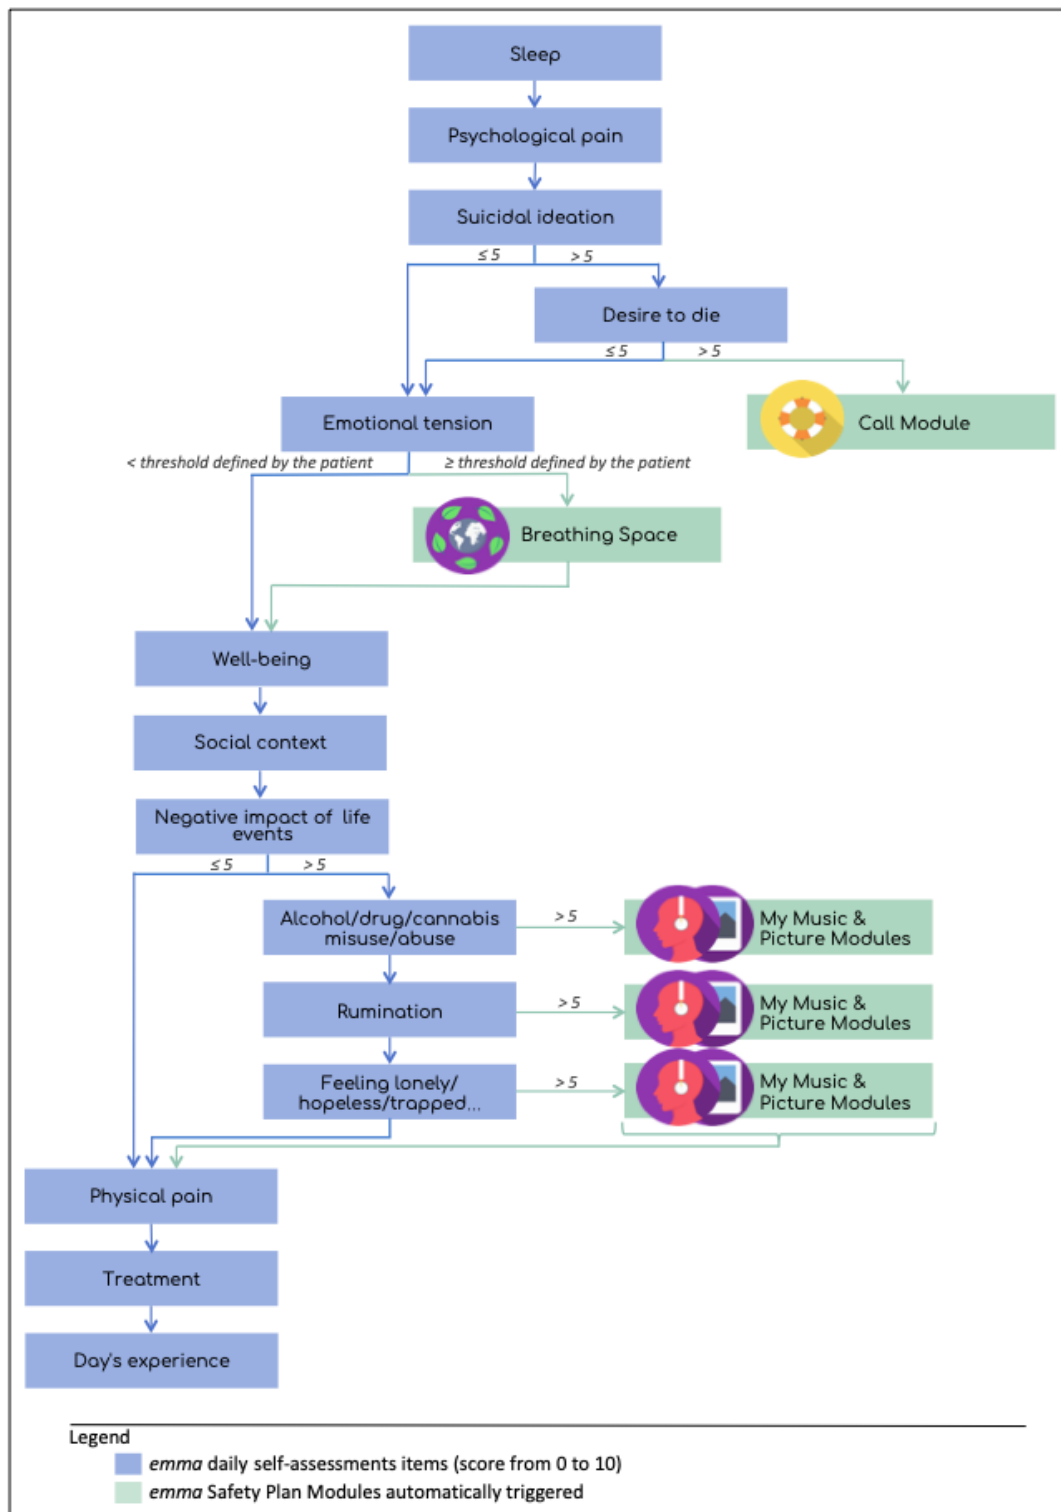 Sleep
Psychological pain
Suicidal ideation
≤ 5
> 5
Desire to die
≤ 5
> 5
Emotional tension
Call Module
< threshold defined by the patient
≥ threshold defined by the patient
Breathing Space
Well-being
Social context
Negative impact of life
events
≤ 5
> 5
Alcohol/drug/cannabis
misuse/abuse
> 5
My Music &
Picture Modules
Rumination
> 5
My Music &
Picture Modules
Feeling lonely/
hopeless/trapped...
> 5
My Music &
Picture Modules
Physical pain
Treatment
Day's experience
Legend
emma daily self-assessments items (score from 0 to 10)
emma Safety Plan Modules automatically triggered